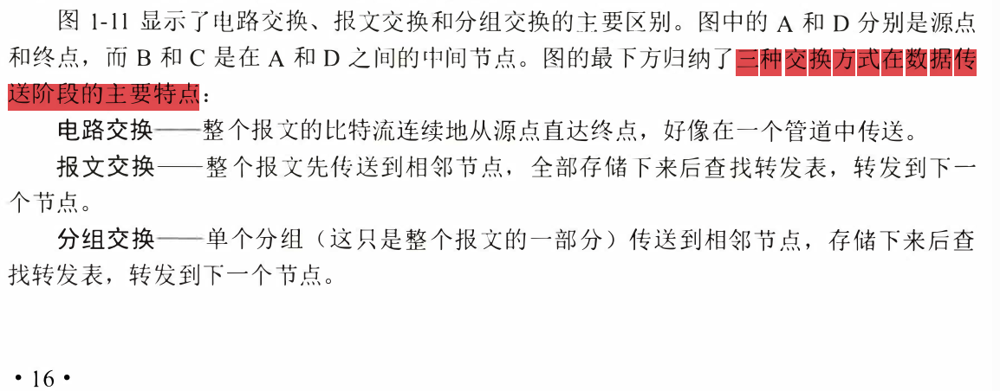 图 1-11 显示了电路交换、报文交换和分组交换的主要区别。图中的 A 和 D 分别是源点
和终点，而 B 和 C 是在 A 和 D 之间的中间节点。图的最下方归纳了三种交换方式在数据传
送阶段的主要特点：
电路交换——整个报文的比特流连续地从源点直达终点，好像在一个管道中传送。
报文交换——整个报文先传送到相邻节点，全部存储下来后查找转发表，转发到下一
个节点。
分组交换——单个分组（这只是整个报文的一部分）传送到相邻节点，存储下来后查
找转发表，转发到下一个节点。
·16·